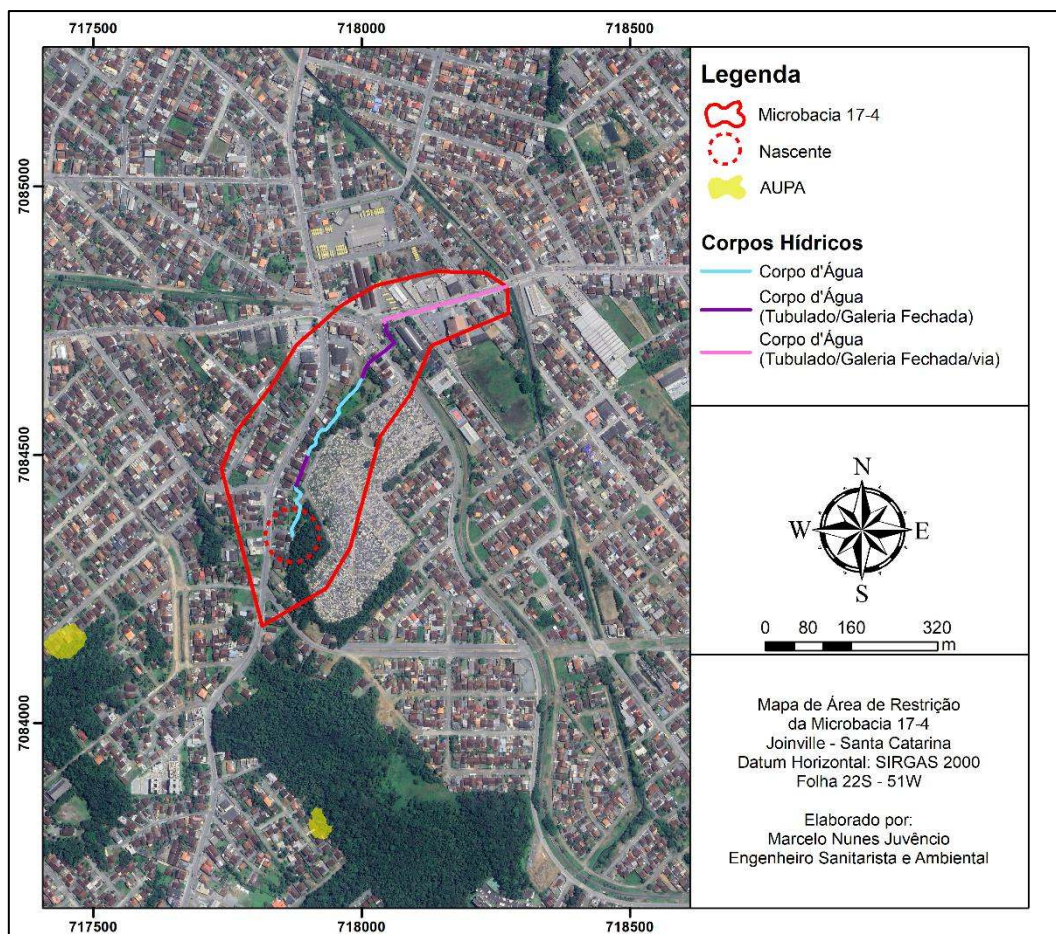 717500 718000 718500
7085000
7084500
7084000
717500 718000 718500
Legenda
Microbacia 17-4
Nascente
AUPA
Corpos Hídricos
Corpo d'Água
Corpo d'Água
(Tubulado/Galeria Fechada)
Corpo d'Água
(Tubulado/Galeria Fechada/via)
N
W E
S
0 80 160 320
m
Mapa de Área de Restrição
da Microbacia 17-4
Joinville - Santa Catarina
Datum Horizontal: SIRGAS 2000
Folha 22S - 51W
Elaborado por:
Marcelo Nunes Juvêncio
Engenheiro Sanitarista e Ambiental